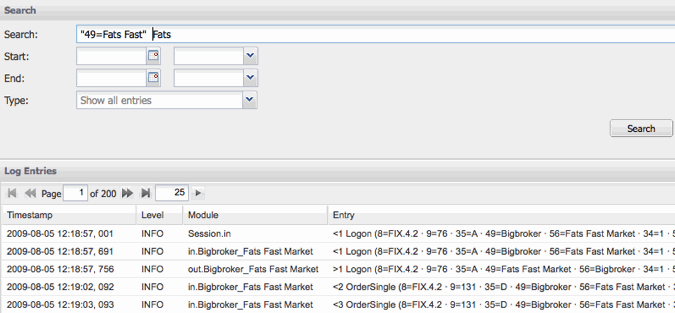 Search
Search: "49=Fats Fast" Fats
Start:
End:
Type: Show all entries
Search
Log Entries
Page 1 of 200 25
Timestamp Level Module Entry
2009-08-05 12:18:57, 001 INFO Session.in <1 Logon (8=FIX.4.2 · 9=76 · 35=A · 49=Bigbroker · 56=Fats Fast Market · 34=1 · 5
2009-08-05 12:18:57, 691 INFO in.Bigbroker_Fats Fast Market <1 Logon (8=FIX.4.2 · 9=76 · 35=A · 49=Bigbroker · 56=Fats Fast Market · 34=1 · 5
2009-08-05 12:18:57, 756 INFO out.Bigbroker_Fats Fast Market >1 Logon (8=FIX.4.2 · 9=76 · 35=A · 49=Fats Fast Market · 56=Bigbroker · 34=1 · 5
2009-08-05 12:19:02, 092 INFO in.Bigbroker_Fats Fast Market <2 OrderSingle (8=FIX.4.2 · 9=131 · 35=D · 49=Bigbroker · 56=Fats Fast Market ·
2009-08-05 12:19:03, 093 INFO in.Bigbroker_Fats Fast Market <3 OrderSingle (8=FIX.4.2 · 9=131 · 35=D · 49=Bigbroker · 56=Fats Fast Market ·